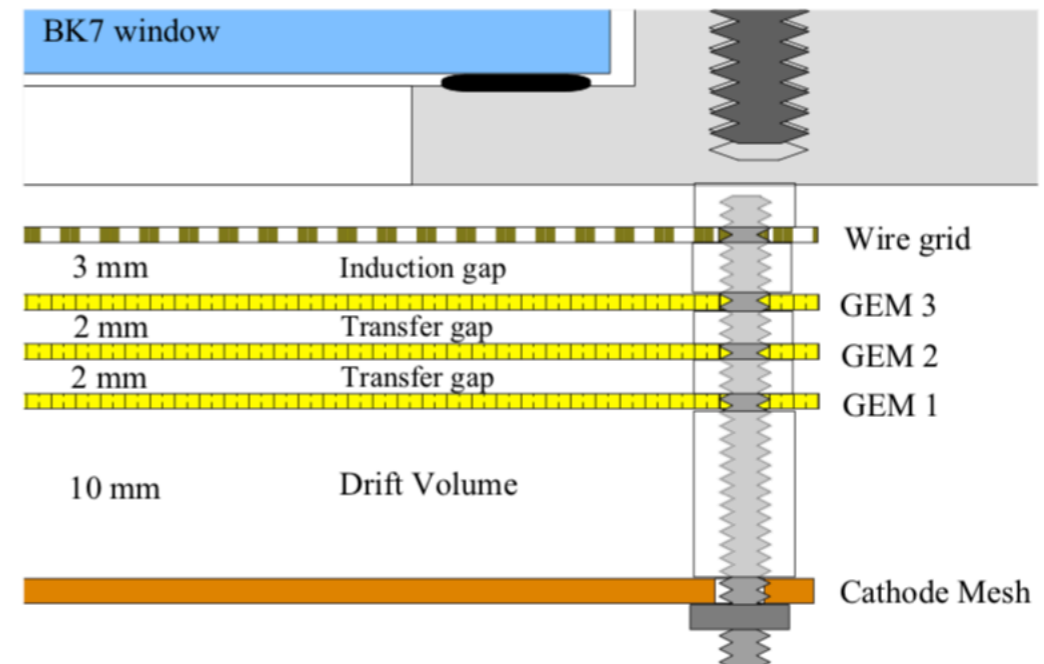 BK7 window
Wire grid
3 mm Induction gap
GEM 3
2 mm Transfer gap
GEM 2
2 mm Transfer gap
GEM 1
10 mm Drift Volume
Cathode Mesh